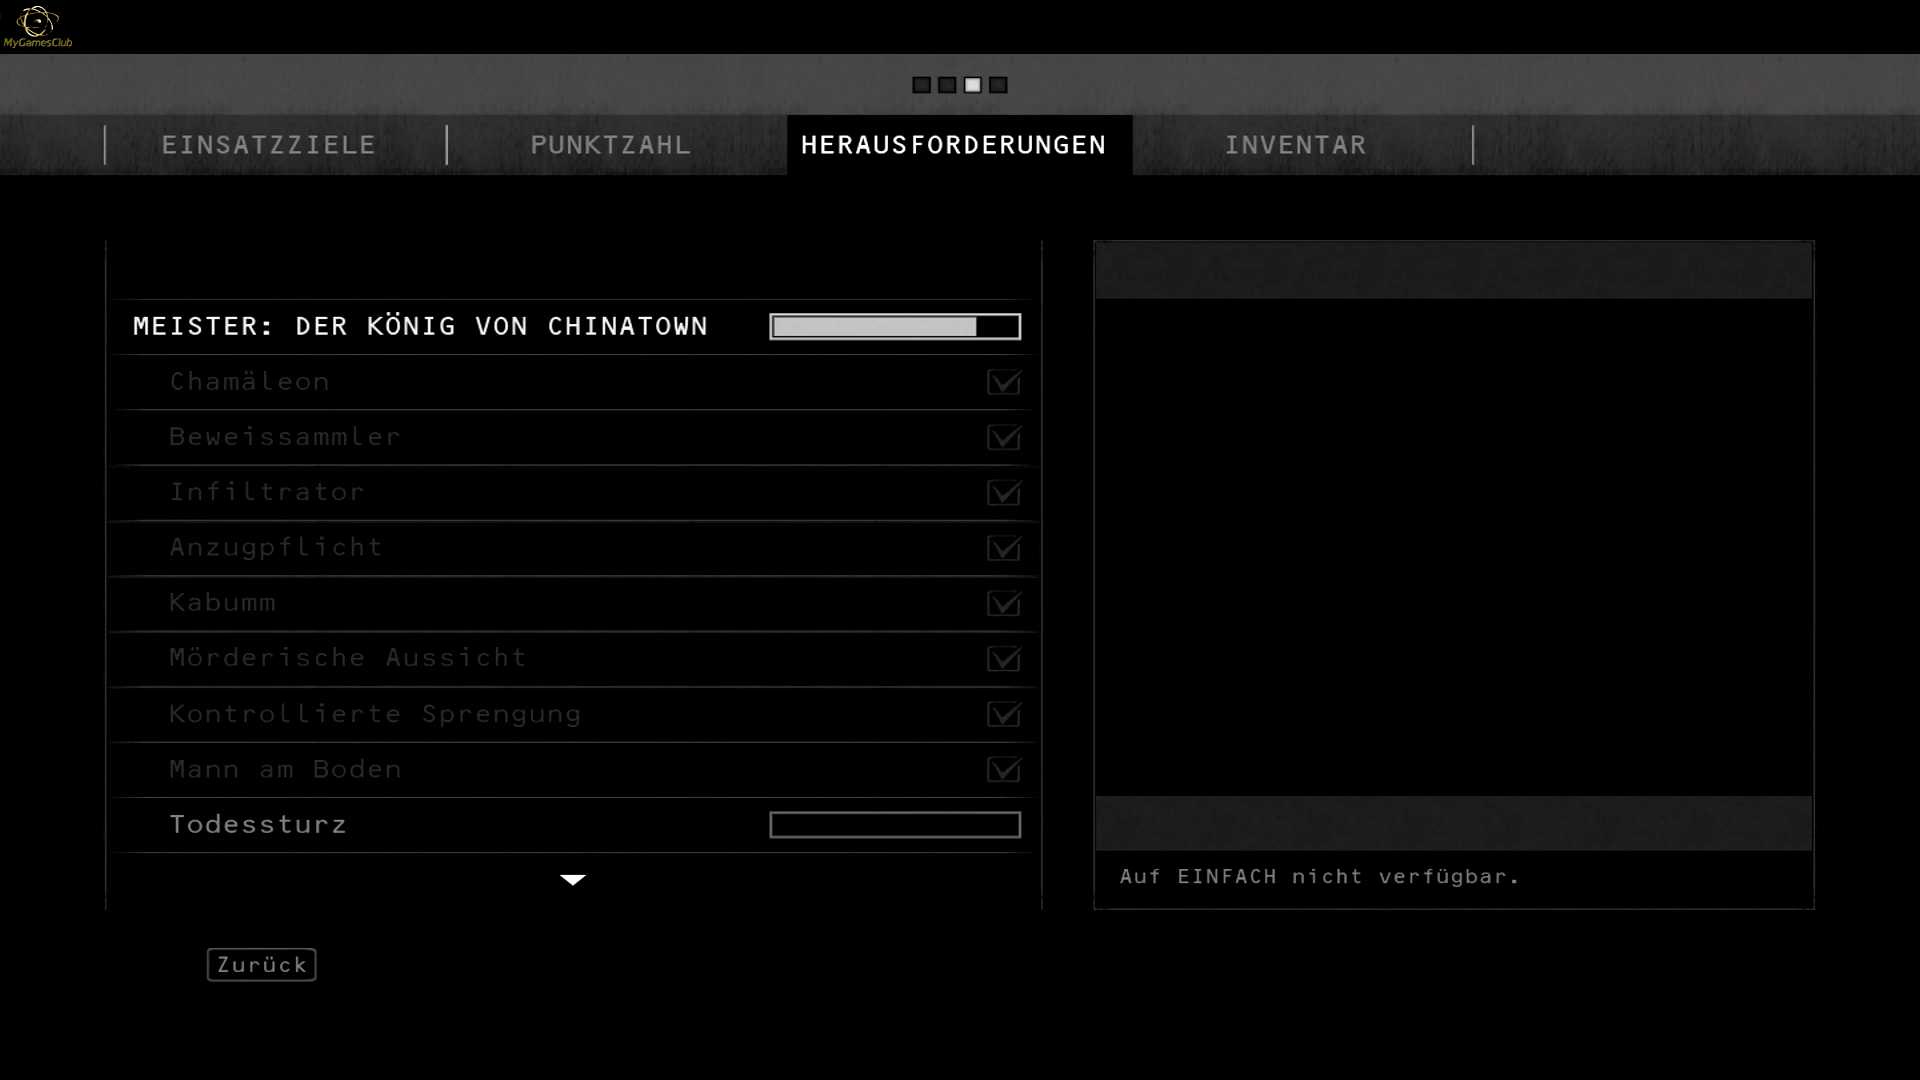 MyGamesClub
EINSATZZIELE
PUNKTZAHL
HERAUSFORDERUNGEN
INVENTAR
MEISTER: DER KÖNIG VON CHINATOWN
Chamäleon
Beweissammler
Infiltrator
Anzugpflicht
Kabumm
Mörderische Aussicht
Kontrollierte Sprengung
Mann am Boden
Todessturz
Auf EINFACH nicht verfügbar.
Zurück